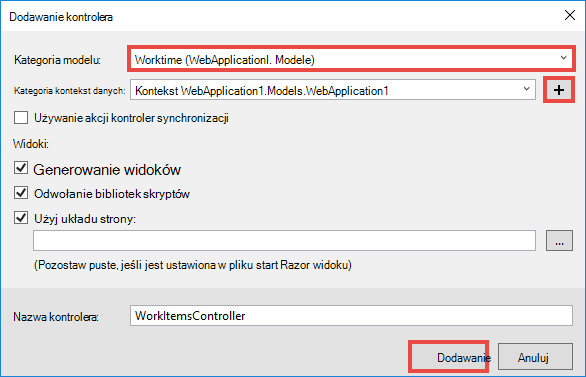 Dodawanie kontrolera
Kategoria modelu: Worktime (WebApplicationl. Modele)
Kategoria kontekst danych: Kontekst WebApplication1.Models.WebApplication1 +
Używanie akcji kontroler synchronizacji
Widoki:
Generowanie widoków
Odwołanie bibliotek skryptów
Użyj układu strony:
...
(Pozostaw puste, jeśli jest ustawiona w pliku start Razor widoku)
Nazwa kontrolera: WorkItemsController
Dodawanie Anuluj